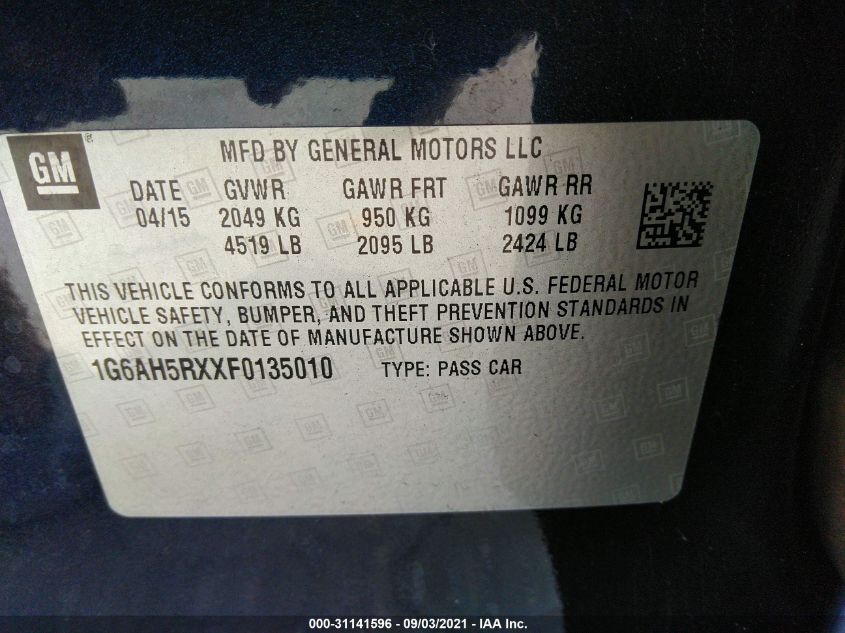 GM
MFD BY GENERAL MOTORS LLC
DATE GVWR GAWR FRT GAWR RR
04/15 2049 KG 950 KG 1099 KG
4519 LB 2095 LB 2424 LB
THIS VEHICLE CONFORMS TO ALL APPLICABLE U.S. FEDERAL MOTOR
VEHICLE SAFETY, BUMPER, AND THEFT PREVENTION STANDARDS IN
EFFECT ON THE DATE OF MANUFACTURE SHOWN ABOVE.
1G6AH5RXXF0135010 TYPE: PASS CAR
000-31141596 - 09/03/2021 - IAA Inc.